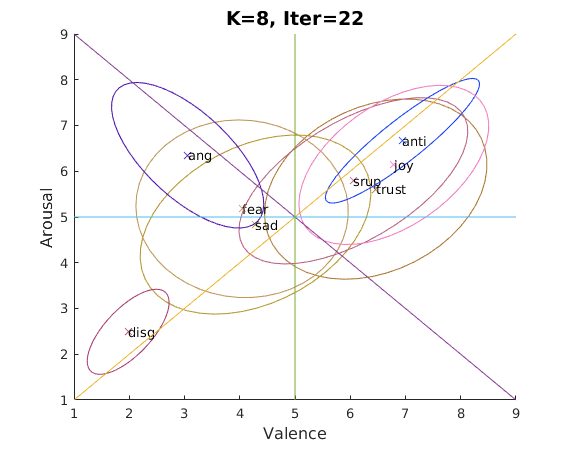 K=8, Iter=22
9
8
7
6
5
4
3
2
1
Arousal
anti
ang
joy
srup
trust
fear
sad
disg
1 2 3 4 5 6 7 8 9
Valence